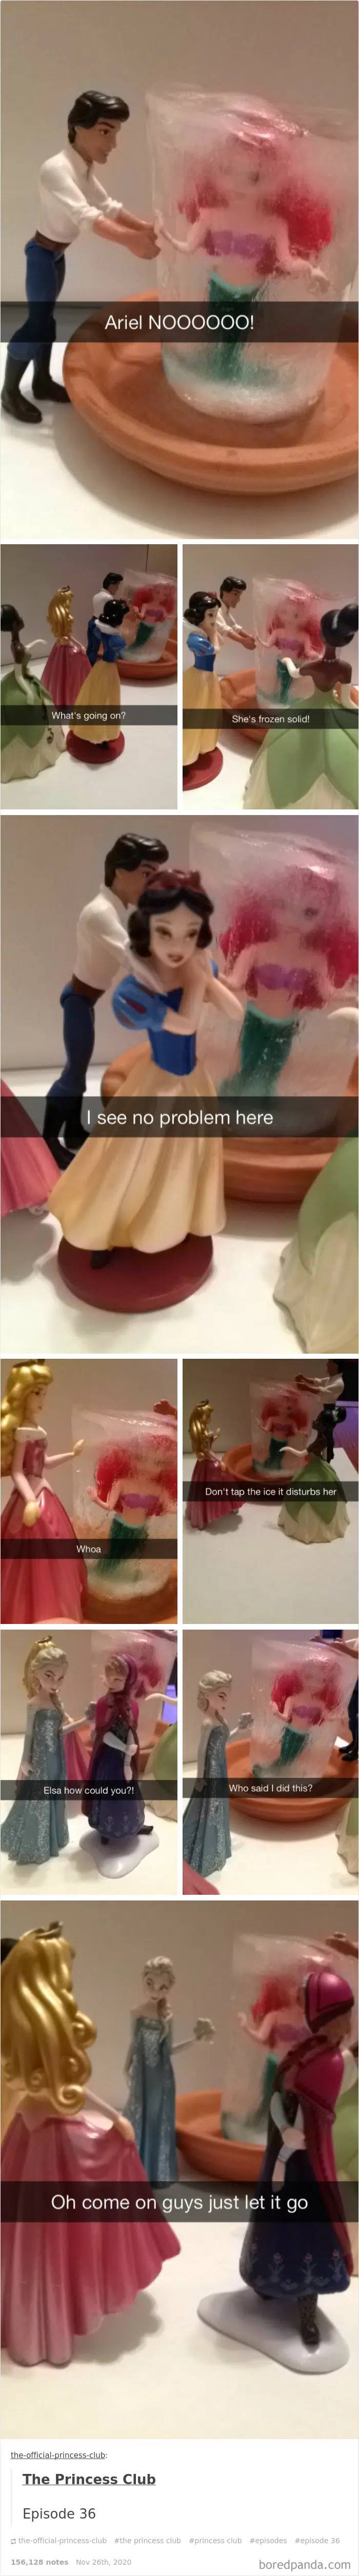 Ariel NOOOOOO!
What's going on?
She's frozen solid!
I see no problem here
Whoa
Don't tap the ice it disturbs her
Elsa how could you?!
Who said I did this?
Oh come on guys just let it go
the-official-princess-club:
The Princess Club
Episode 36
the-official-princess-club #the princess club #princess club #episodes #episode 36
156,128 notes Nov 26th, 2020
boredpanda.com